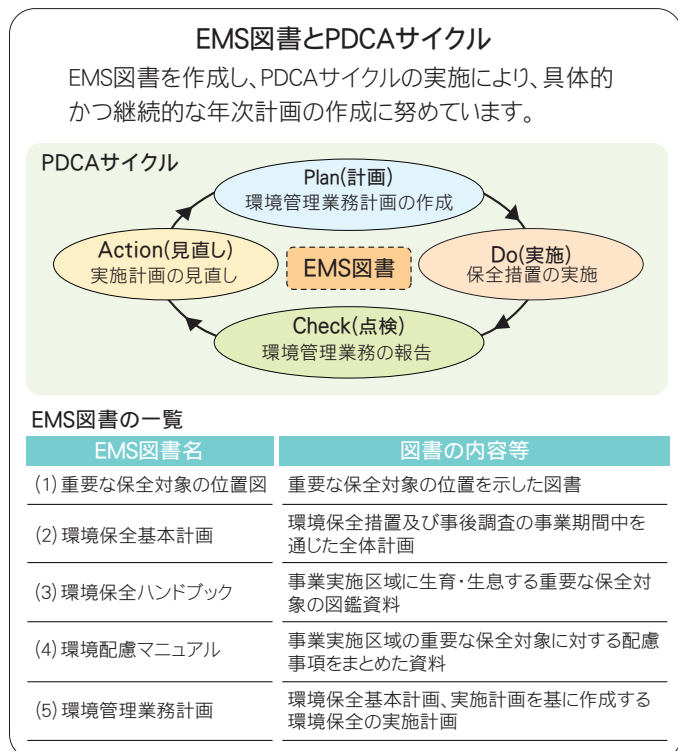 EMS図書とPDCAサイクル
EMS図書を作成し、PDCAサイクルの実施により、具体的
かつ継続的な年次計画の作成に努めています。
PDCAサイクル
Plan(計画)
環境管理業務計画の作成
Action(見直し)
実施計画の見直し
EMS図書
Do(実施)
保全措置の実施
Check(点検)
環境管理業務の報告
EMS図書の一覧
EMS図書名 図書の内容等
(1)重要な保全対象の位置図 重要な保全対象の位置を示した図書
(2)環境保全基本計画 環境保全措置及び事後調査の事業期間中を
通じた全体計画
(3)環境保全ハンドブック 事業実施区域に生育・生息する重要な保全対
象の図鑑資料
(4)環境配慮マニュアル 事業実施区域の重要な保全対象に対する配慮
事項をまとめた資料
(5)環境管理業務計画 環境保全基本計画、実施計画を基に作成する
環境保全の実施計画